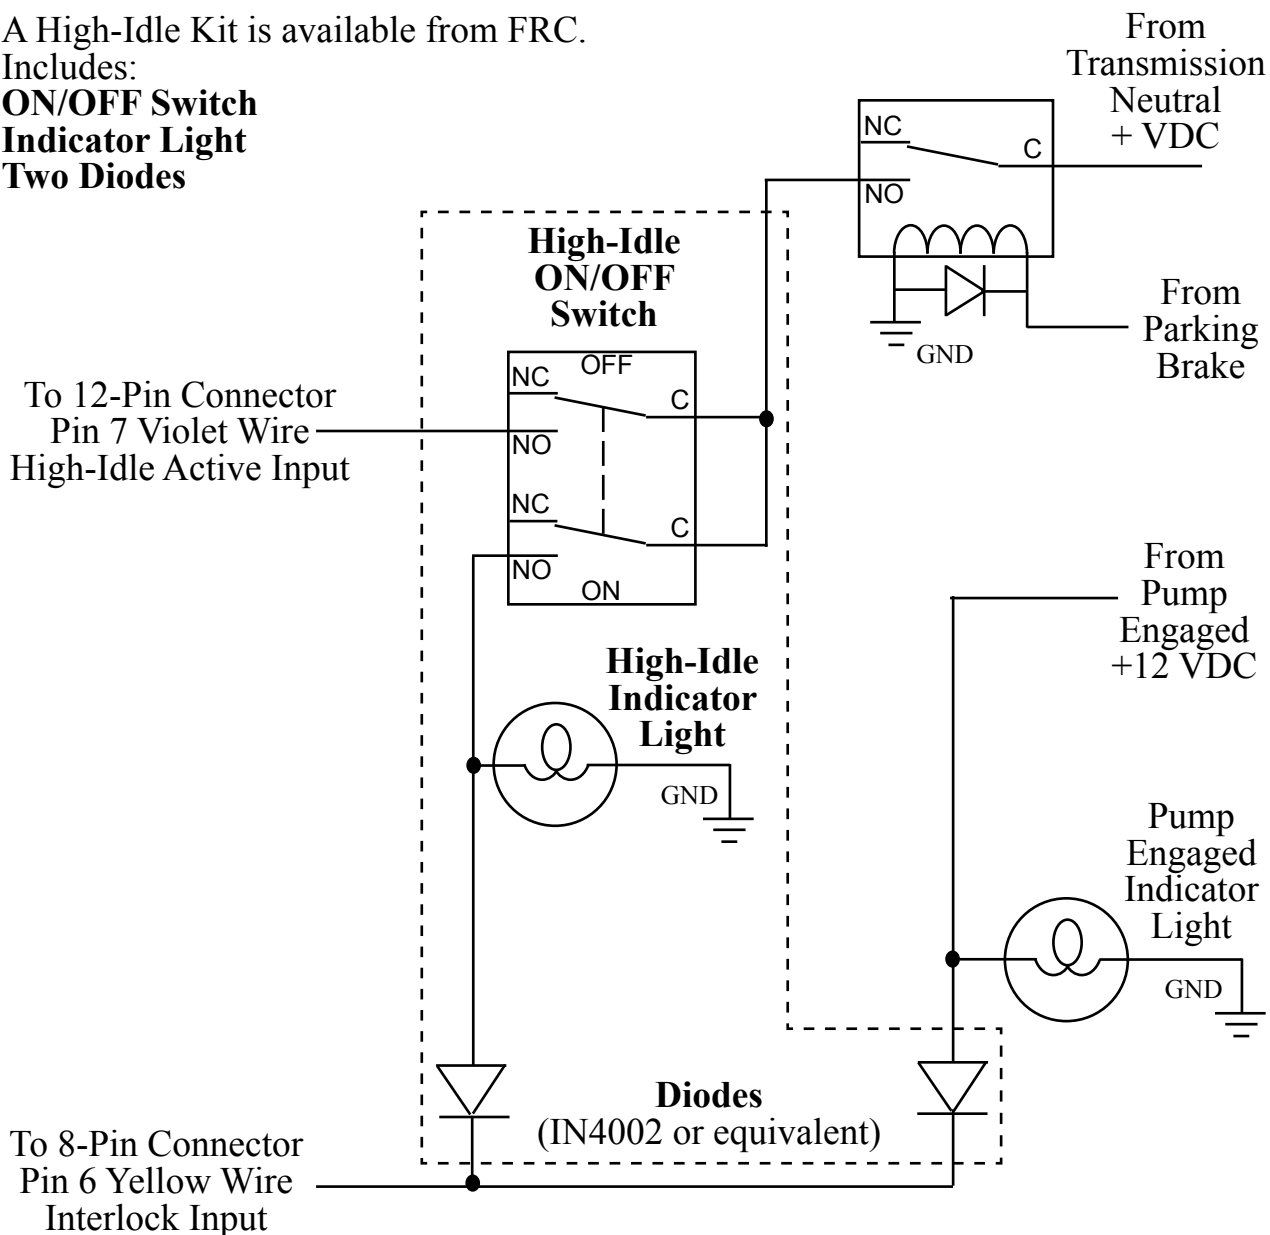 A High-Idle Kit is available from FRC.
Includes:
ON/OFF Switch
Indicator Light
Two Diodes
From
Transmission
Neutral
+ VDC
NC
C
NO
GND
From
Parking
Brake
High-Idle
ON/OFF
Switch
OFF
NC
C
NO
NC
C
NO
ON
To 12-Pin Connector
Pin 7 Violet Wire
High-Idle Active Input
From
Pump
Engaged
+12 VDC
High-Idle
Indicator
Light
GND
Pump
Engaged
Indicator
Light
GND
Diodes
(IN4002 or equivalent)
To 8-Pin Connector
Pin 6 Yellow Wire
Interlock Input